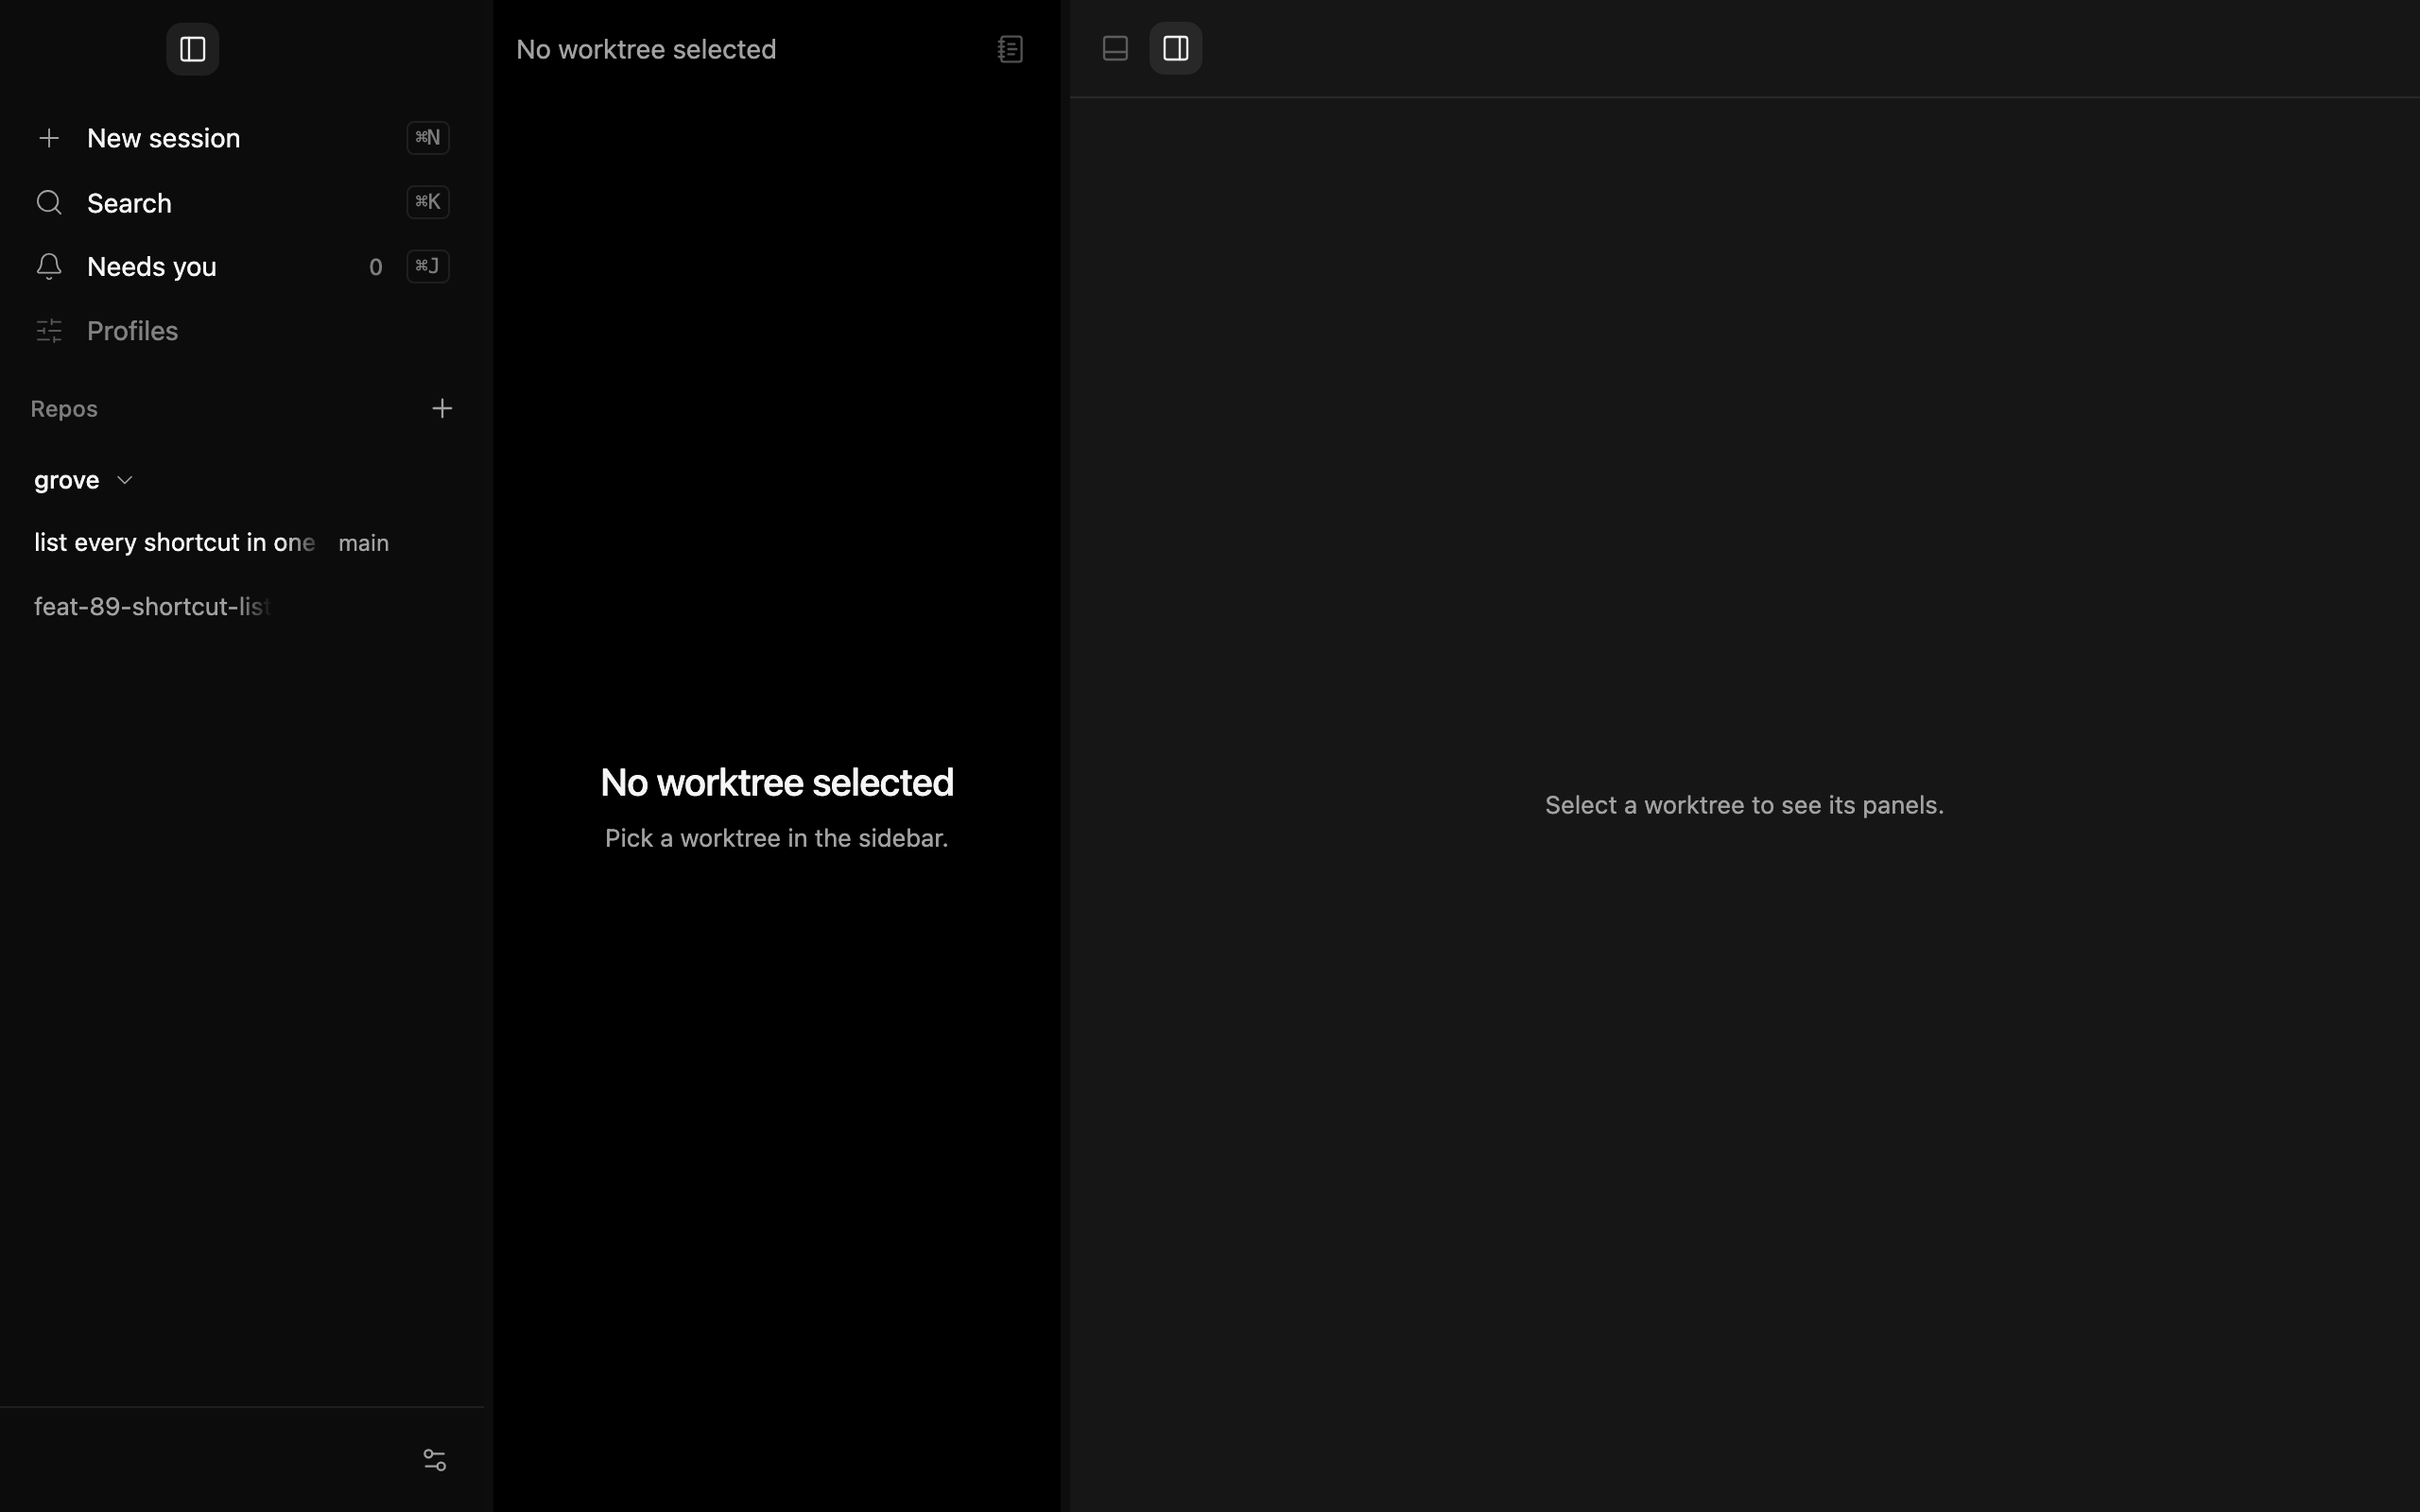 No worktree selected
New session ⌘N
Search ⌘K
Needs you 0 ⌘J
Profiles
Repos
grove
list every shortcut in one main
feat-89-shortcut-list
No worktree selected
Pick a worktree in the sidebar.
Select a worktree to see its panels.